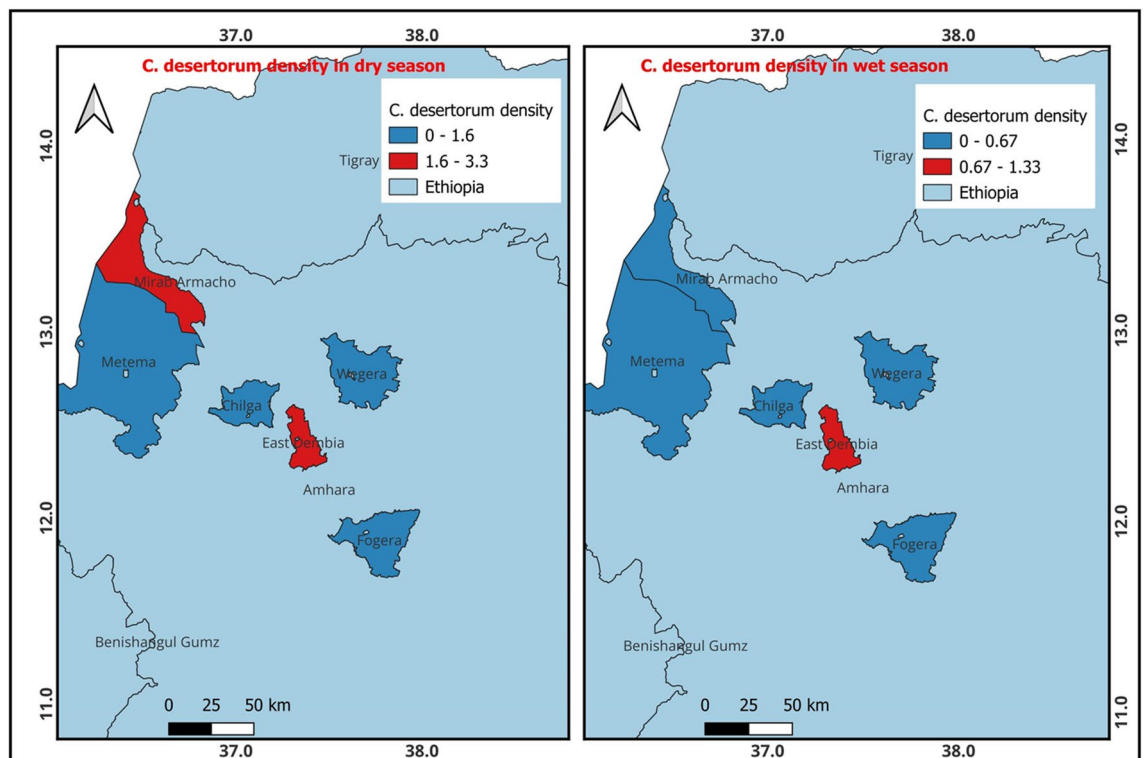 37.0 38.0 37.0 38.0
C. desertorum density in dry season
C. desertorum density
0 - 1.6
1.6 - 3.3
Ethiopia
14.0
Tigray
Mirab Armacho
13.0
Metema
Wegera
Chilga
East Dembia
Amhara
12.0
Fogera
Benishangul Gumz
11.0
0 25 50 km
37.0 38.0
C. desertorum density in wet season
C. desertorum density
0 - 0.67
0.67 - 1.33
Ethiopia
14.0
Tigray
Mirab Armacho
13.0
Metema
Wegera
Chilga
East Dembia
Amhara
12.0
Fogera
Benishangul Gumz
11.0
0 25 50 km
37.0 38.0